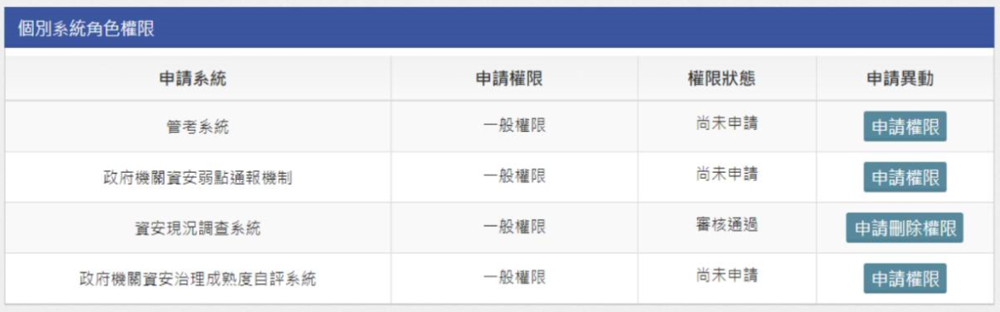 個別系統角色權限
申請系統 申請權限 權限狀態 申請異動
管考系統 一般權限 尚未申請 申請權限
政府機關資安弱點通報機制 一般權限 尚未申請 申請權限
資安現況調查系統 一般權限 審核通過 申請刪除權限
政府機關資安治理成熟度自評系統 一般權限 尚未申請 申請權限